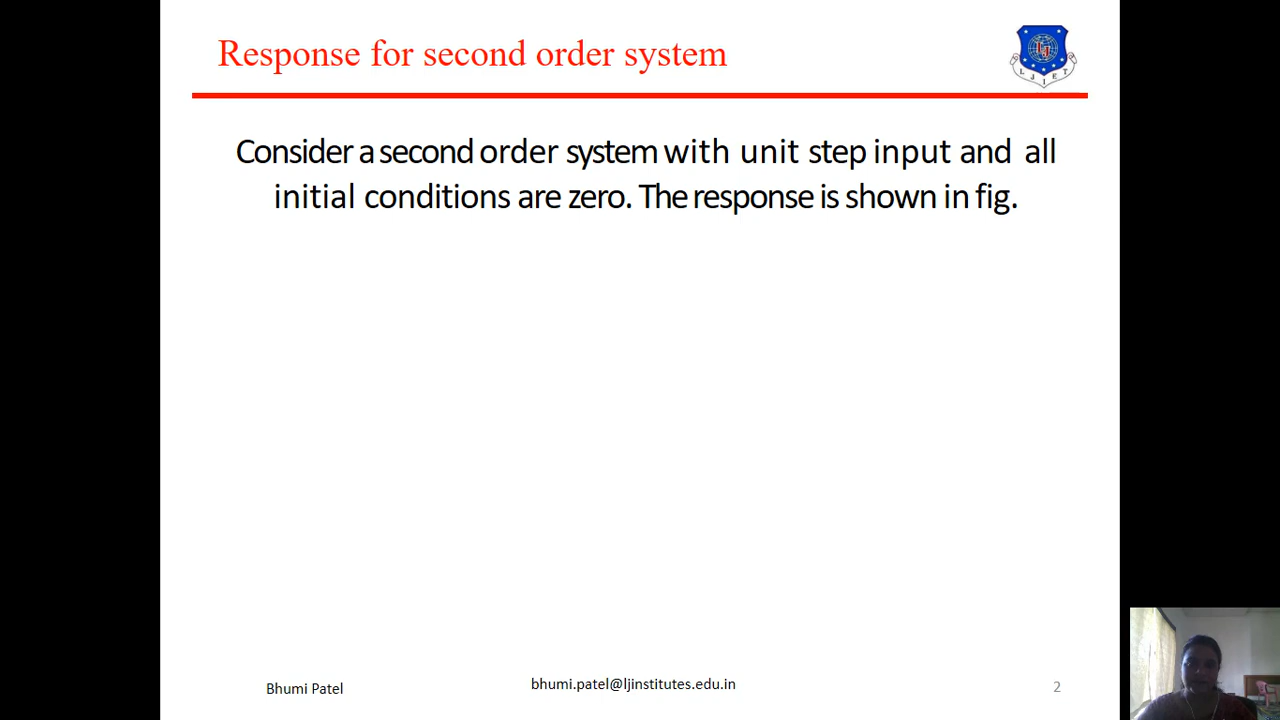 Response for second order system
LJIET
Consider a second order system with unit step input and all
initial conditions are zero. The response is shown in fig.
Bhumi Patel
bhumi.patel@ljinstitutes.edu.in
2